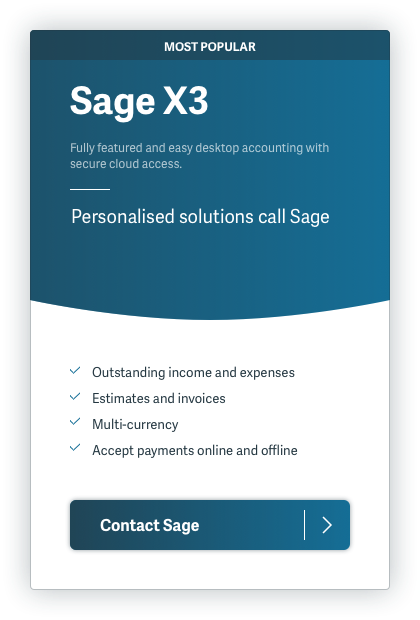 MOST POPULAR
Sage X3
Fully featured and easy desktop accounting with
secure cloud access.
Personalised solutions call Sage
Outstanding income and expenses
Estimates and invoices
Multi-currency
Accept payments online and offline
Contact Sage